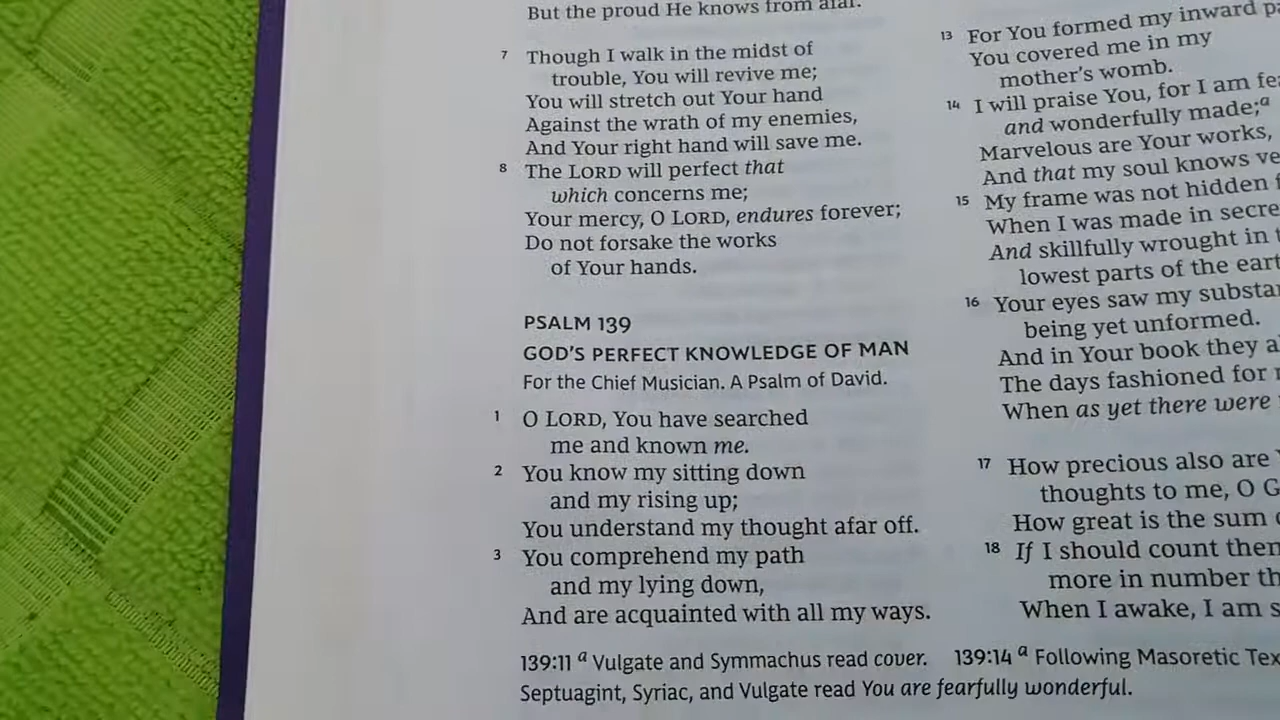 But the proud He knows from afar.
7 Though I walk in the midst of
trouble, You will revive me;
You will stretch out Your hand
Against the wrath of my enemies,
And Your right hand will save me.
8 The LORD will perfect that
which concerns me;
Your mercy, O LORD, endures forever;
Do not forsake the works
of Your hands.
PSALM 139
GOD'S PERFECT KNOWLEDGE OF MAN
For the Chief Musician. A Psalm of David.
1 O LORD, You have searched
me and known me.
2 You know my sitting down
and my rising up;
You understand my thought afar off.
3 You comprehend my path
and my lying down,
And are acquainted with all my ways.
13 For You formed my inward
You covered me in my
mother's womb.
14 I will praise You, for I am
and wonderfully made;a
Marvelous are Your works,
And that my soul knows
15 My frame was not hidden
When I was made in
And skillfully wrought in
lowest parts of the
16 Your eyes saw my
being yet unformed.
And in Your book they
The days fashioned for
When as yet there were
17 How precious also are
thoughts to me, O
How great is the sum
18 If I should count
more in number
When I awake, I am
139:11 a Vulgate and Symmachus read cover. 139:14 a Following Masoretic
Septuagint, Syriac, and Vulgate read You are fearfully wonderful.